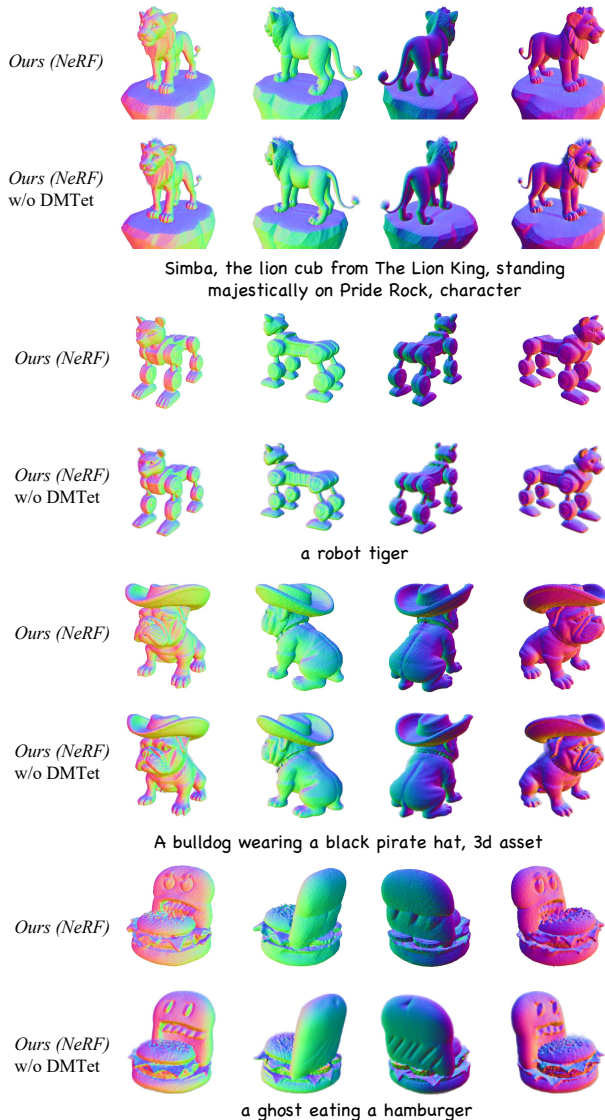 Ours (NeRF)
Ours (NeRF)
w/o DMTet
Simba, the lion cub from The Lion King, standing
majestically on Pride Rock, character
Ours (NeRF)
Ours (NeRF)
w/o DMTet
a robot tiger
Ours (NeRF)
Ours (NeRF)
w/o DMTet
A bulldog wearing a black pirate hat, 3d asset
Ours (NeRF)
Ours (NeRF)
w/o DMTet
a ghost eating a hamburger